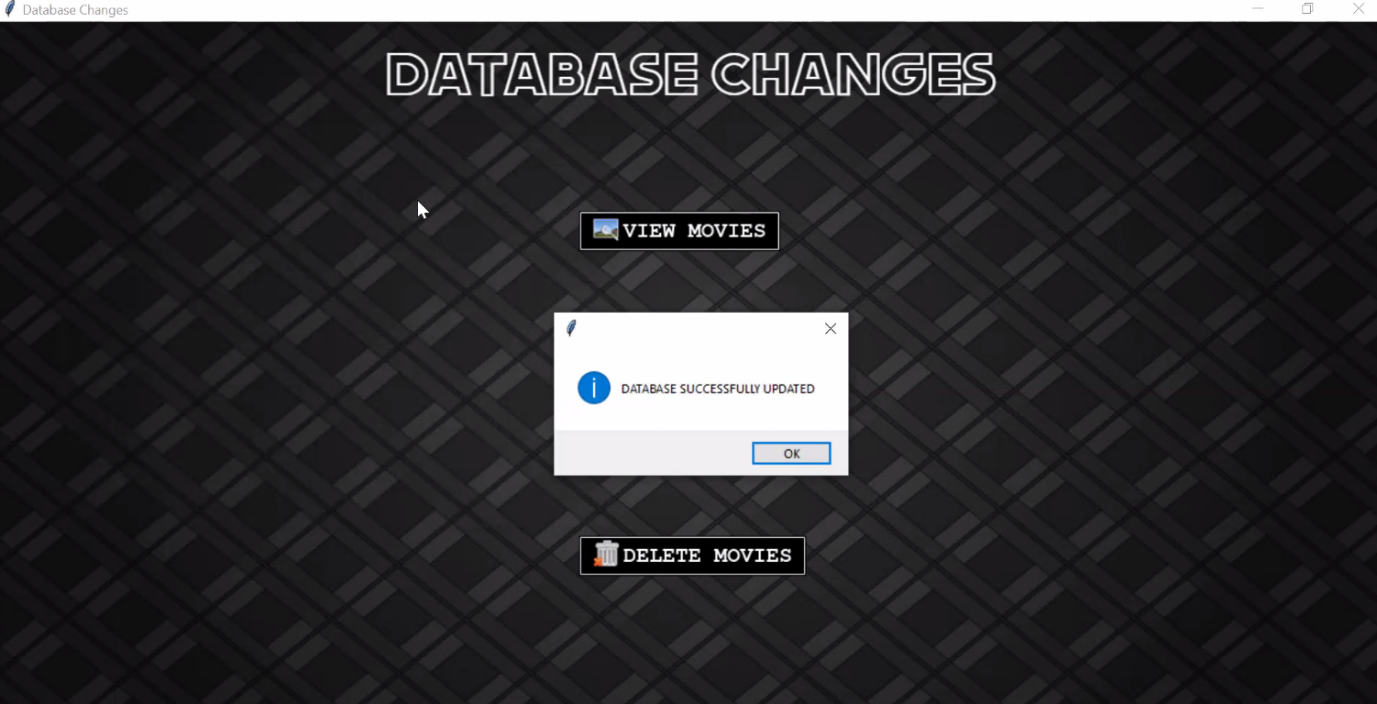 Database Changes
DATABASE CHANGES
VIEW MOVIES
DATABASE SUCCESSFULLY UPDATED
OK
DELETE MOVIES